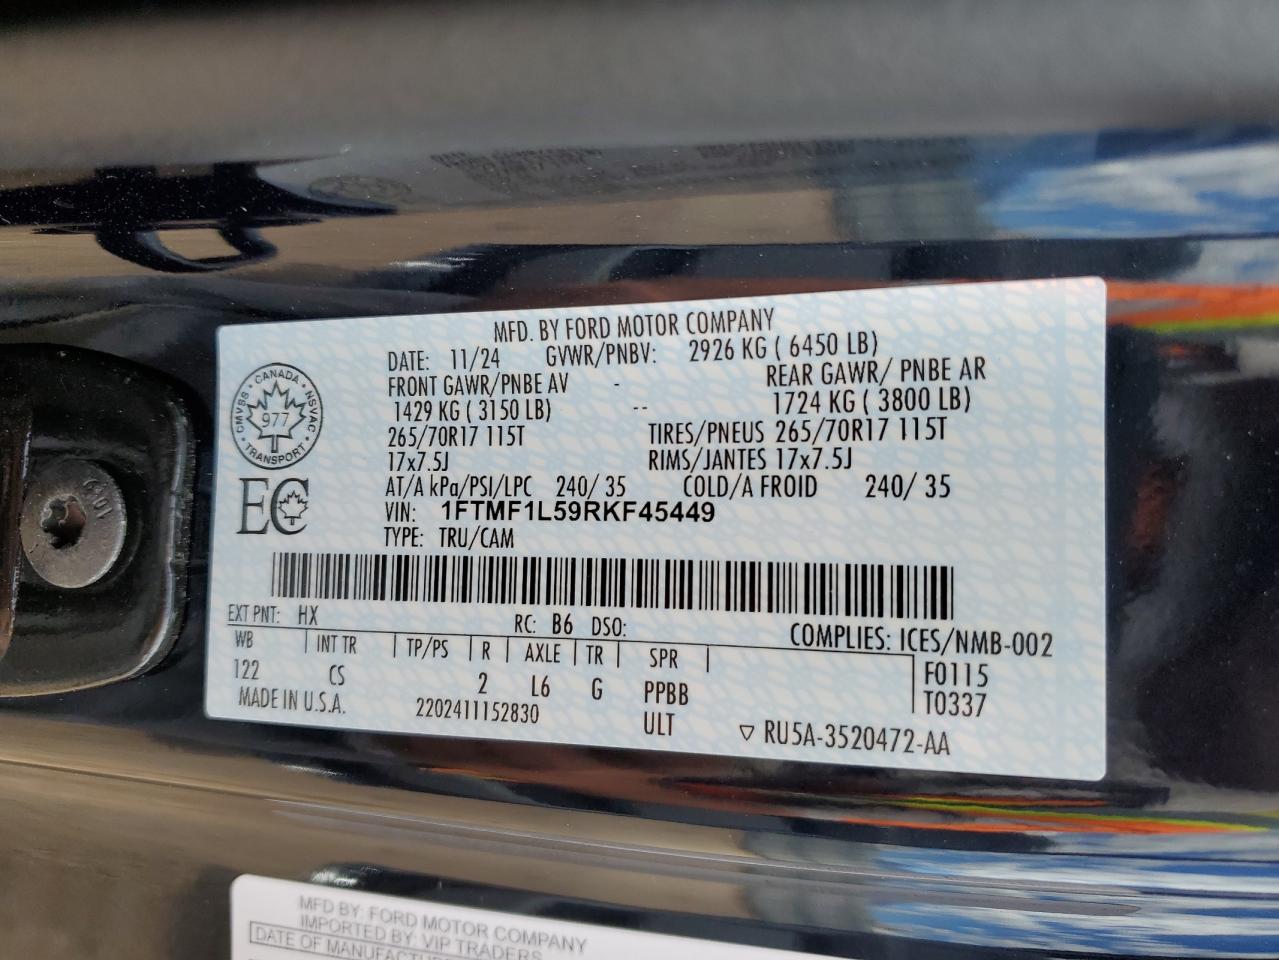 MFD. BY FORD MOTOR COMPANY
DATE: 11/24 GVWR/PNBV: 2926 KG ( 6450 LB)
FRONT GAWR/PNBE AV - REAR GAWR/ PNBE AR
1429 KG ( 3150 LB) -- 1724 KG ( 3800 LB)
265/70R17 115T TIRES/PNEUS 265/70R17 115T
17x7.5J RIMS/JANTES 17x7.5J
AT/A kPa/PSI/LPC 240/ 35 COLD/A FROID 240/ 35
VIN: 1FTMF1L59RKF45449
TYPE: TRU/CAM
CANADA
CMVSS NSVAC
977
TRANSPORT
EC
EXT PNT: HX RC: B6 DSO: COMPLIES: ICES/NMB-002
WB INT TR TP/PS R AXLE TR SPR F0115
122 CS 2 L6 G PPBB T0337
MADE IN U.S.A. 2202411152830 ULT ▽ RU5A-3520472-AA
MFD BY: FORD MOTOR COMPANY
IMPORTED BY: VIP TRADERS
DATE OF